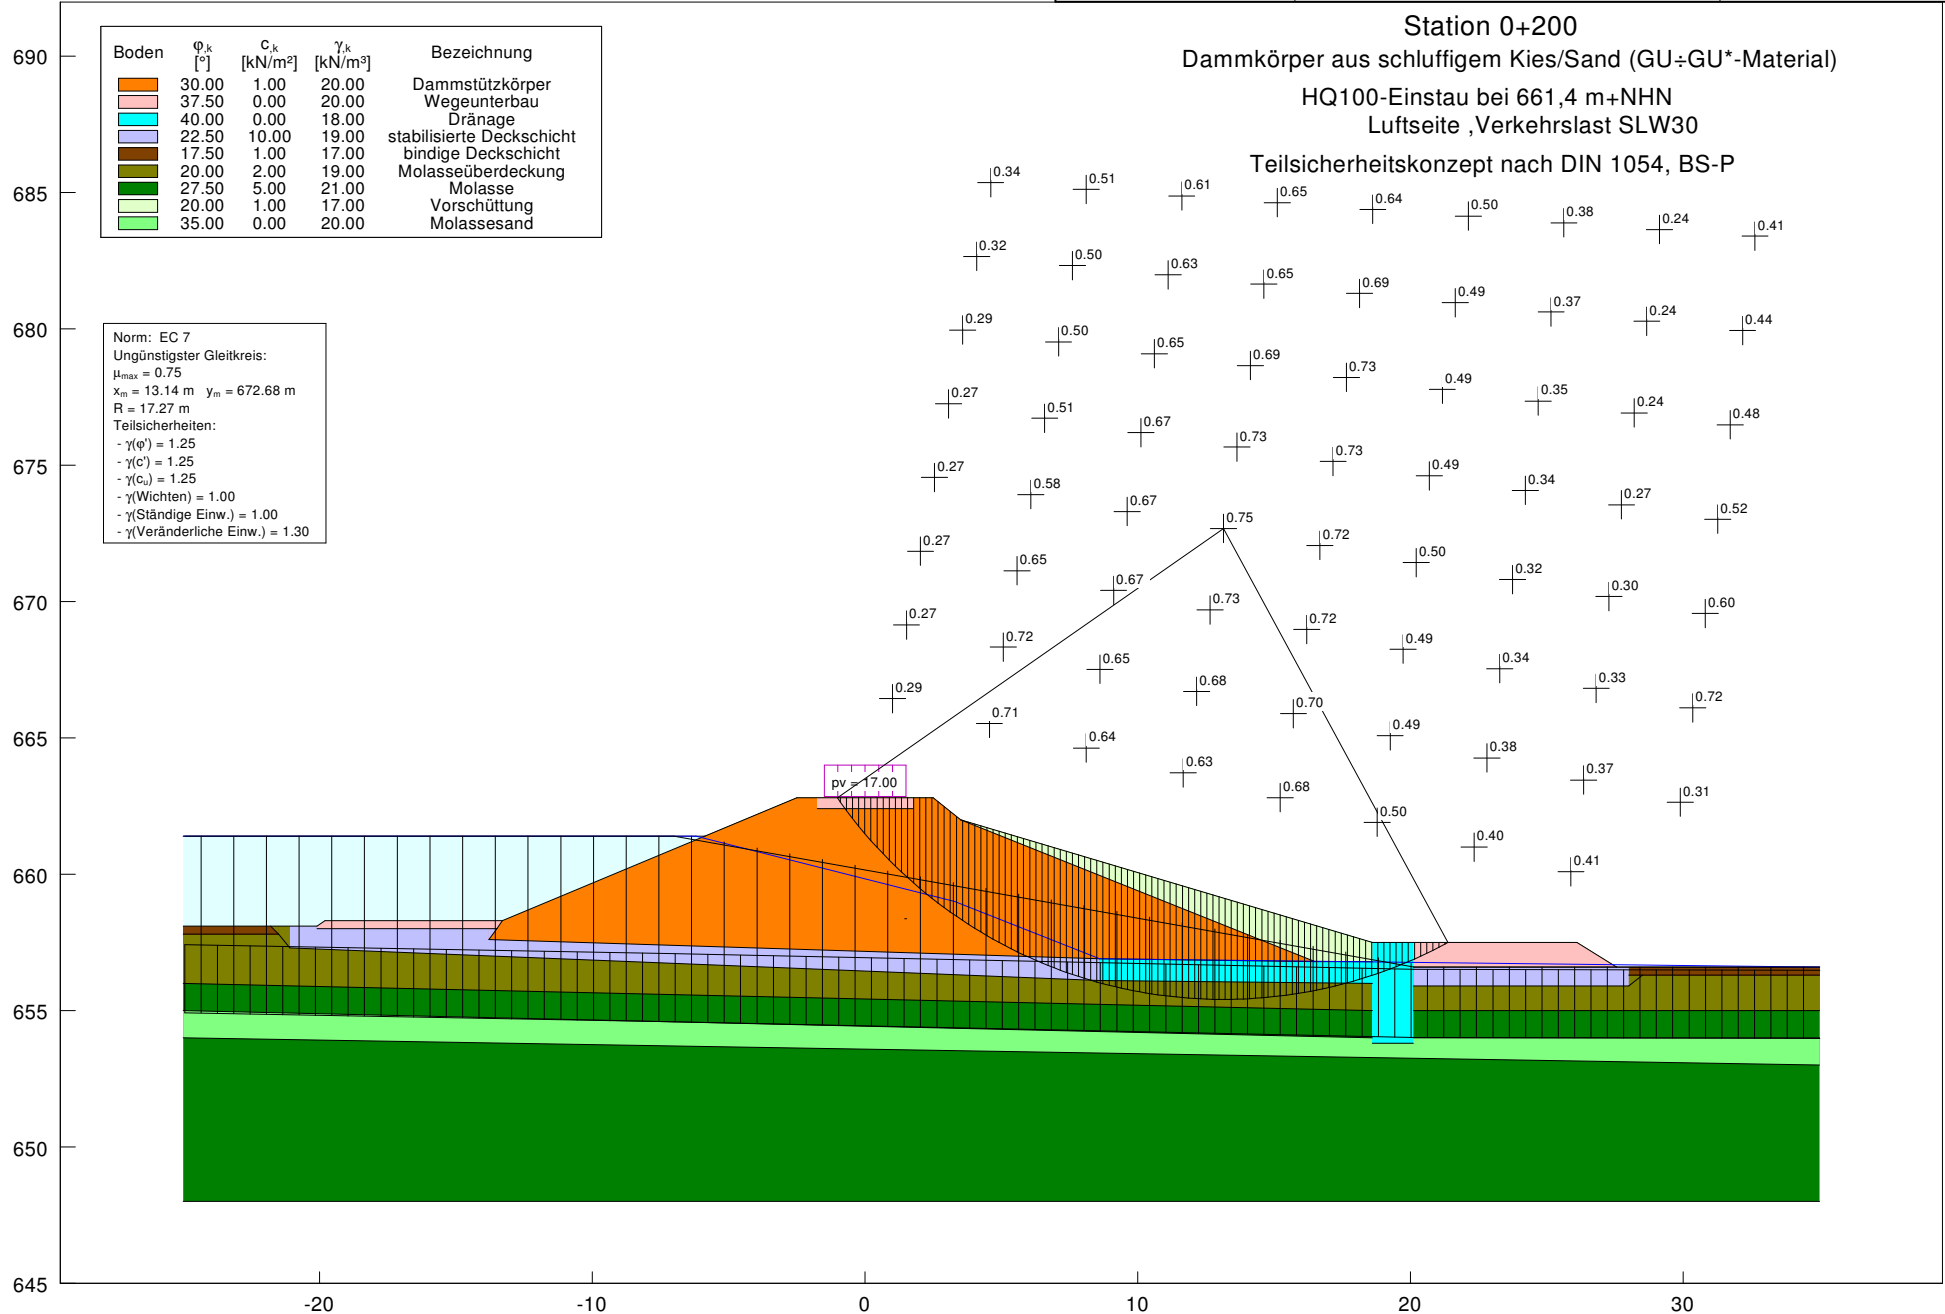 Station 0+200
Dammkörper aus schluffigem Kies/Sand (GU÷GU*-Material)
HQ100-Einstau bei 661,4 m+NHN
Luftseite ,Verkehrslast SLW30
Teilsicherheitskonzept nach DIN 1054, BS-P
Boden φ,k [°] c,k [kN/m²] γ,k [kN/m³] Bezeichnung
30.00 1.00 20.00 Dammstützkörper
37.50 0.00 20.00 Wegeunterbau
40.00 0.00 18.00 Dränage
22.50 10.00 19.00 stabilisierte Deckschicht
17.50 1.00 17.00 bindige Deckschicht
20.00 2.00 19.00 Molasseüberdeckung
27.50 5.00 21.00 Molasse
20.00 1.00 17.00 Vorschüttung
35.00 0.00 20.00 Molassesand
Norm: EC 7
Ungünstigster Gleitkreis:
μmax = 0.75
xm = 13.14 m ym = 672.68 m
R = 17.27 m
Teilsicherheiten:
- γ(φ') = 1.25
- γ(c') = 1.25
- γ(cu) = 1.25
- γ(Wichten) = 1.00
- γ(Ständige Einw.) = 1.00
- γ(Veränderliche Einw.) = 1.30
0.34 0.51 0.61 0.65 0.64 0.50 0.38 0.24 0.41
0.32 0.50 0.63 0.65 0.69 0.49 0.37 0.24 0.44
0.29 0.50 0.65 0.69 0.73 0.49 0.35 0.24 0.48
0.27 0.51 0.67 0.73 0.73 0.49 0.34 0.27 0.52
0.27 0.58 0.67 0.75 0.72 0.50 0.32 0.30 0.60
0.27 0.65 0.67 0.73 0.72 0.49 0.34 0.33 0.72
0.27 0.72 0.65 0.68 0.70 0.49 0.38 0.37 0.31
0.29 0.71 0.64 0.63 0.68 0.50 0.40 0.41
pv = 17.00
690
685
680
675
670
665
660
655
650
645
-20 -10 0 10 20 30